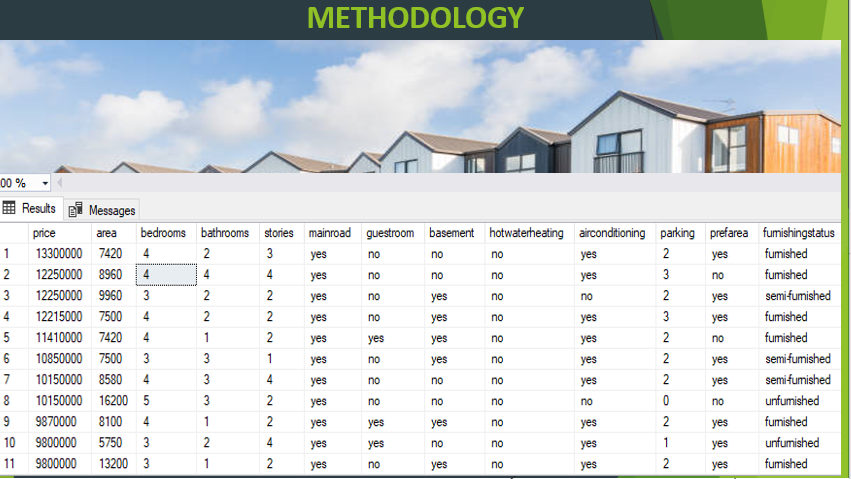 METHODOLOGY
00 %
Results Messages
price area bedrooms bathrooms stories mainroad guestroom basement hotwaterheating airconditioning parking prefarea furnishingstatus
1 13300000 7420 4 2 3 yes no no no yes 2 yes furnished
2 12250000 8960 4 4 4 yes no no no yes 3 no furnished
3 12250000 9960 3 2 2 yes no yes no no 2 yes semi-furnished
4 12215000 7500 4 2 2 yes no yes no yes 3 yes furnished
5 11410000 7420 4 1 2 yes yes yes no yes 2 no furnished
6 10850000 7500 3 3 1 yes no yes no yes 2 yes semi-furnished
7 10150000 8580 4 3 4 yes no no no yes 2 yes semi-furnished
8 10150000 16200 5 3 2 yes no no no no 0 no unfurnished
9 9870000 8100 4 1 2 yes yes yes no yes 2 yes furnished
10 9800000 5750 3 2 4 yes yes no no yes 1 yes unfurnished
11 9800000 13200 3 1 2 yes no yes no yes 2 yes furnished